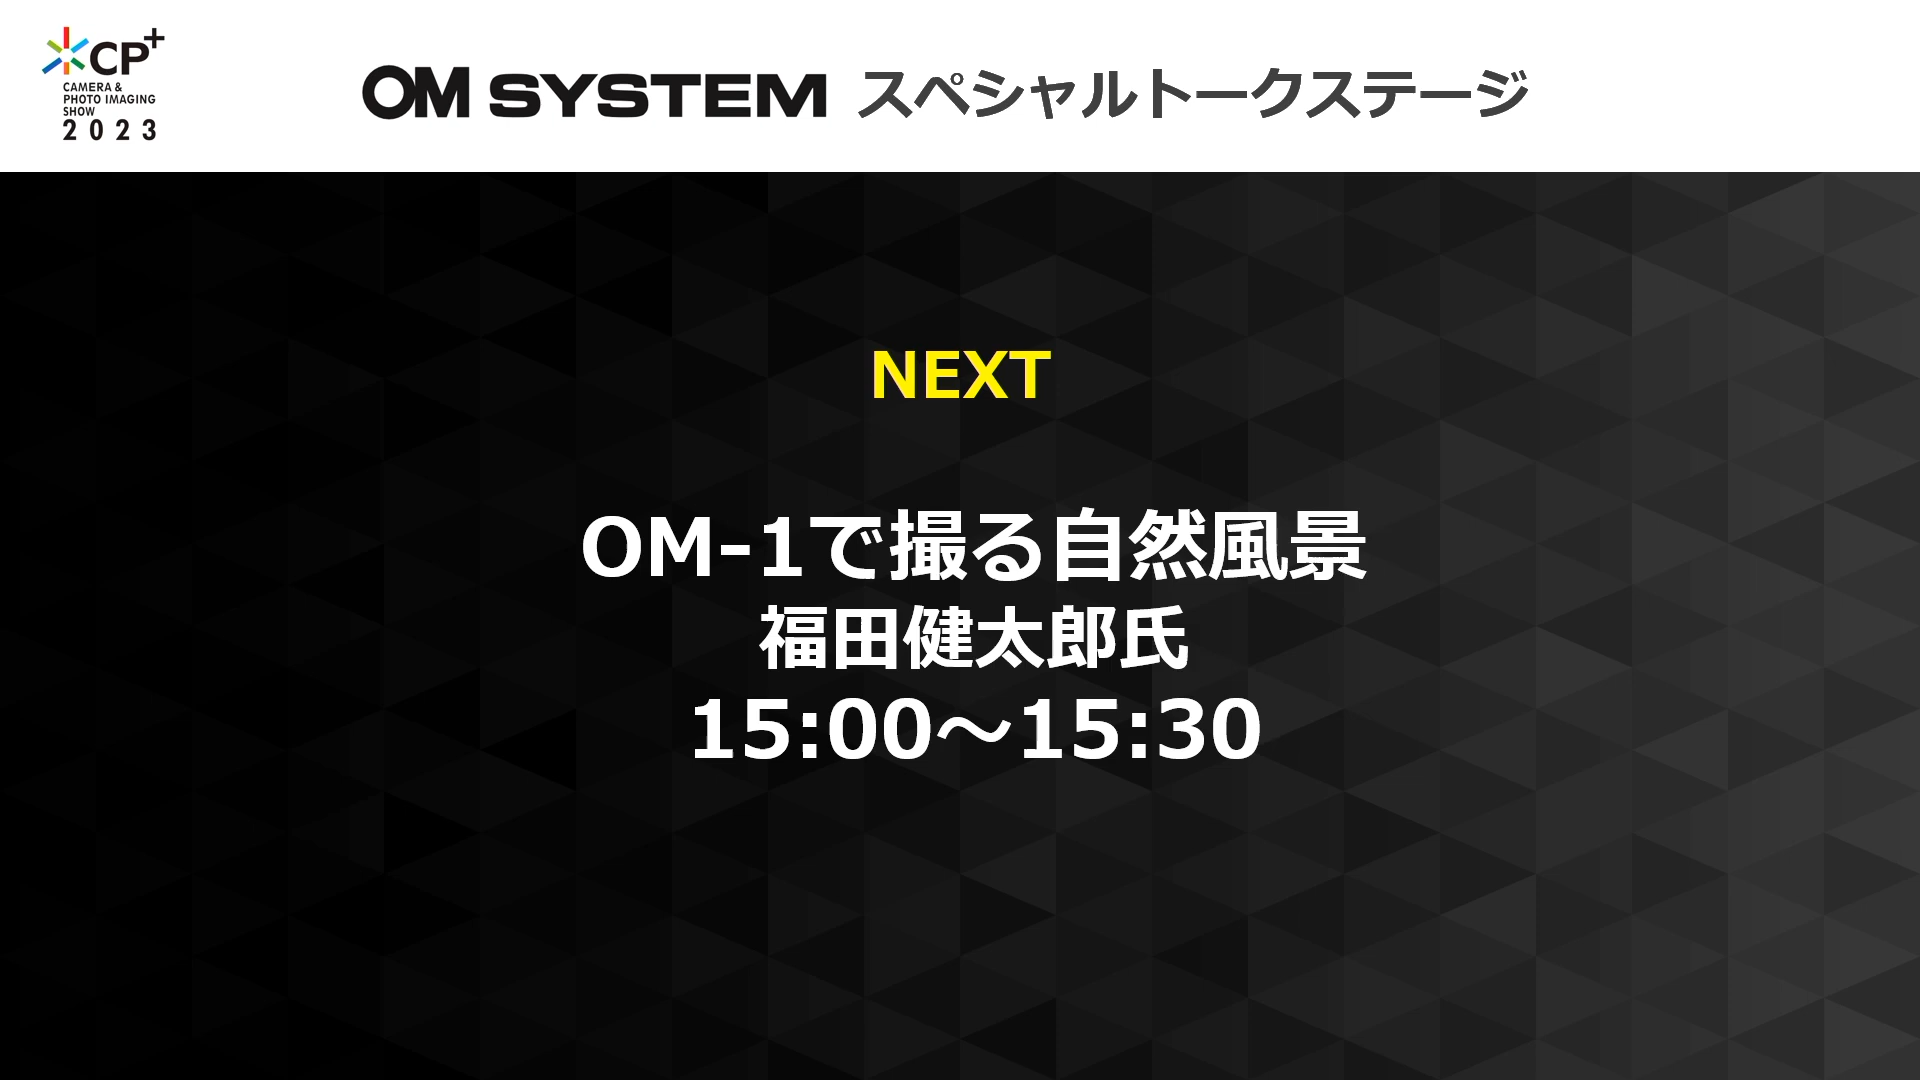 CP+
CAMERA &
PHOTO IMAGING
SHOW
2023
OM SYSTEM スペシャルトークステージ
NEXT
OM-1で撮る自然風景
福田健太郎氏
15:00～15:30